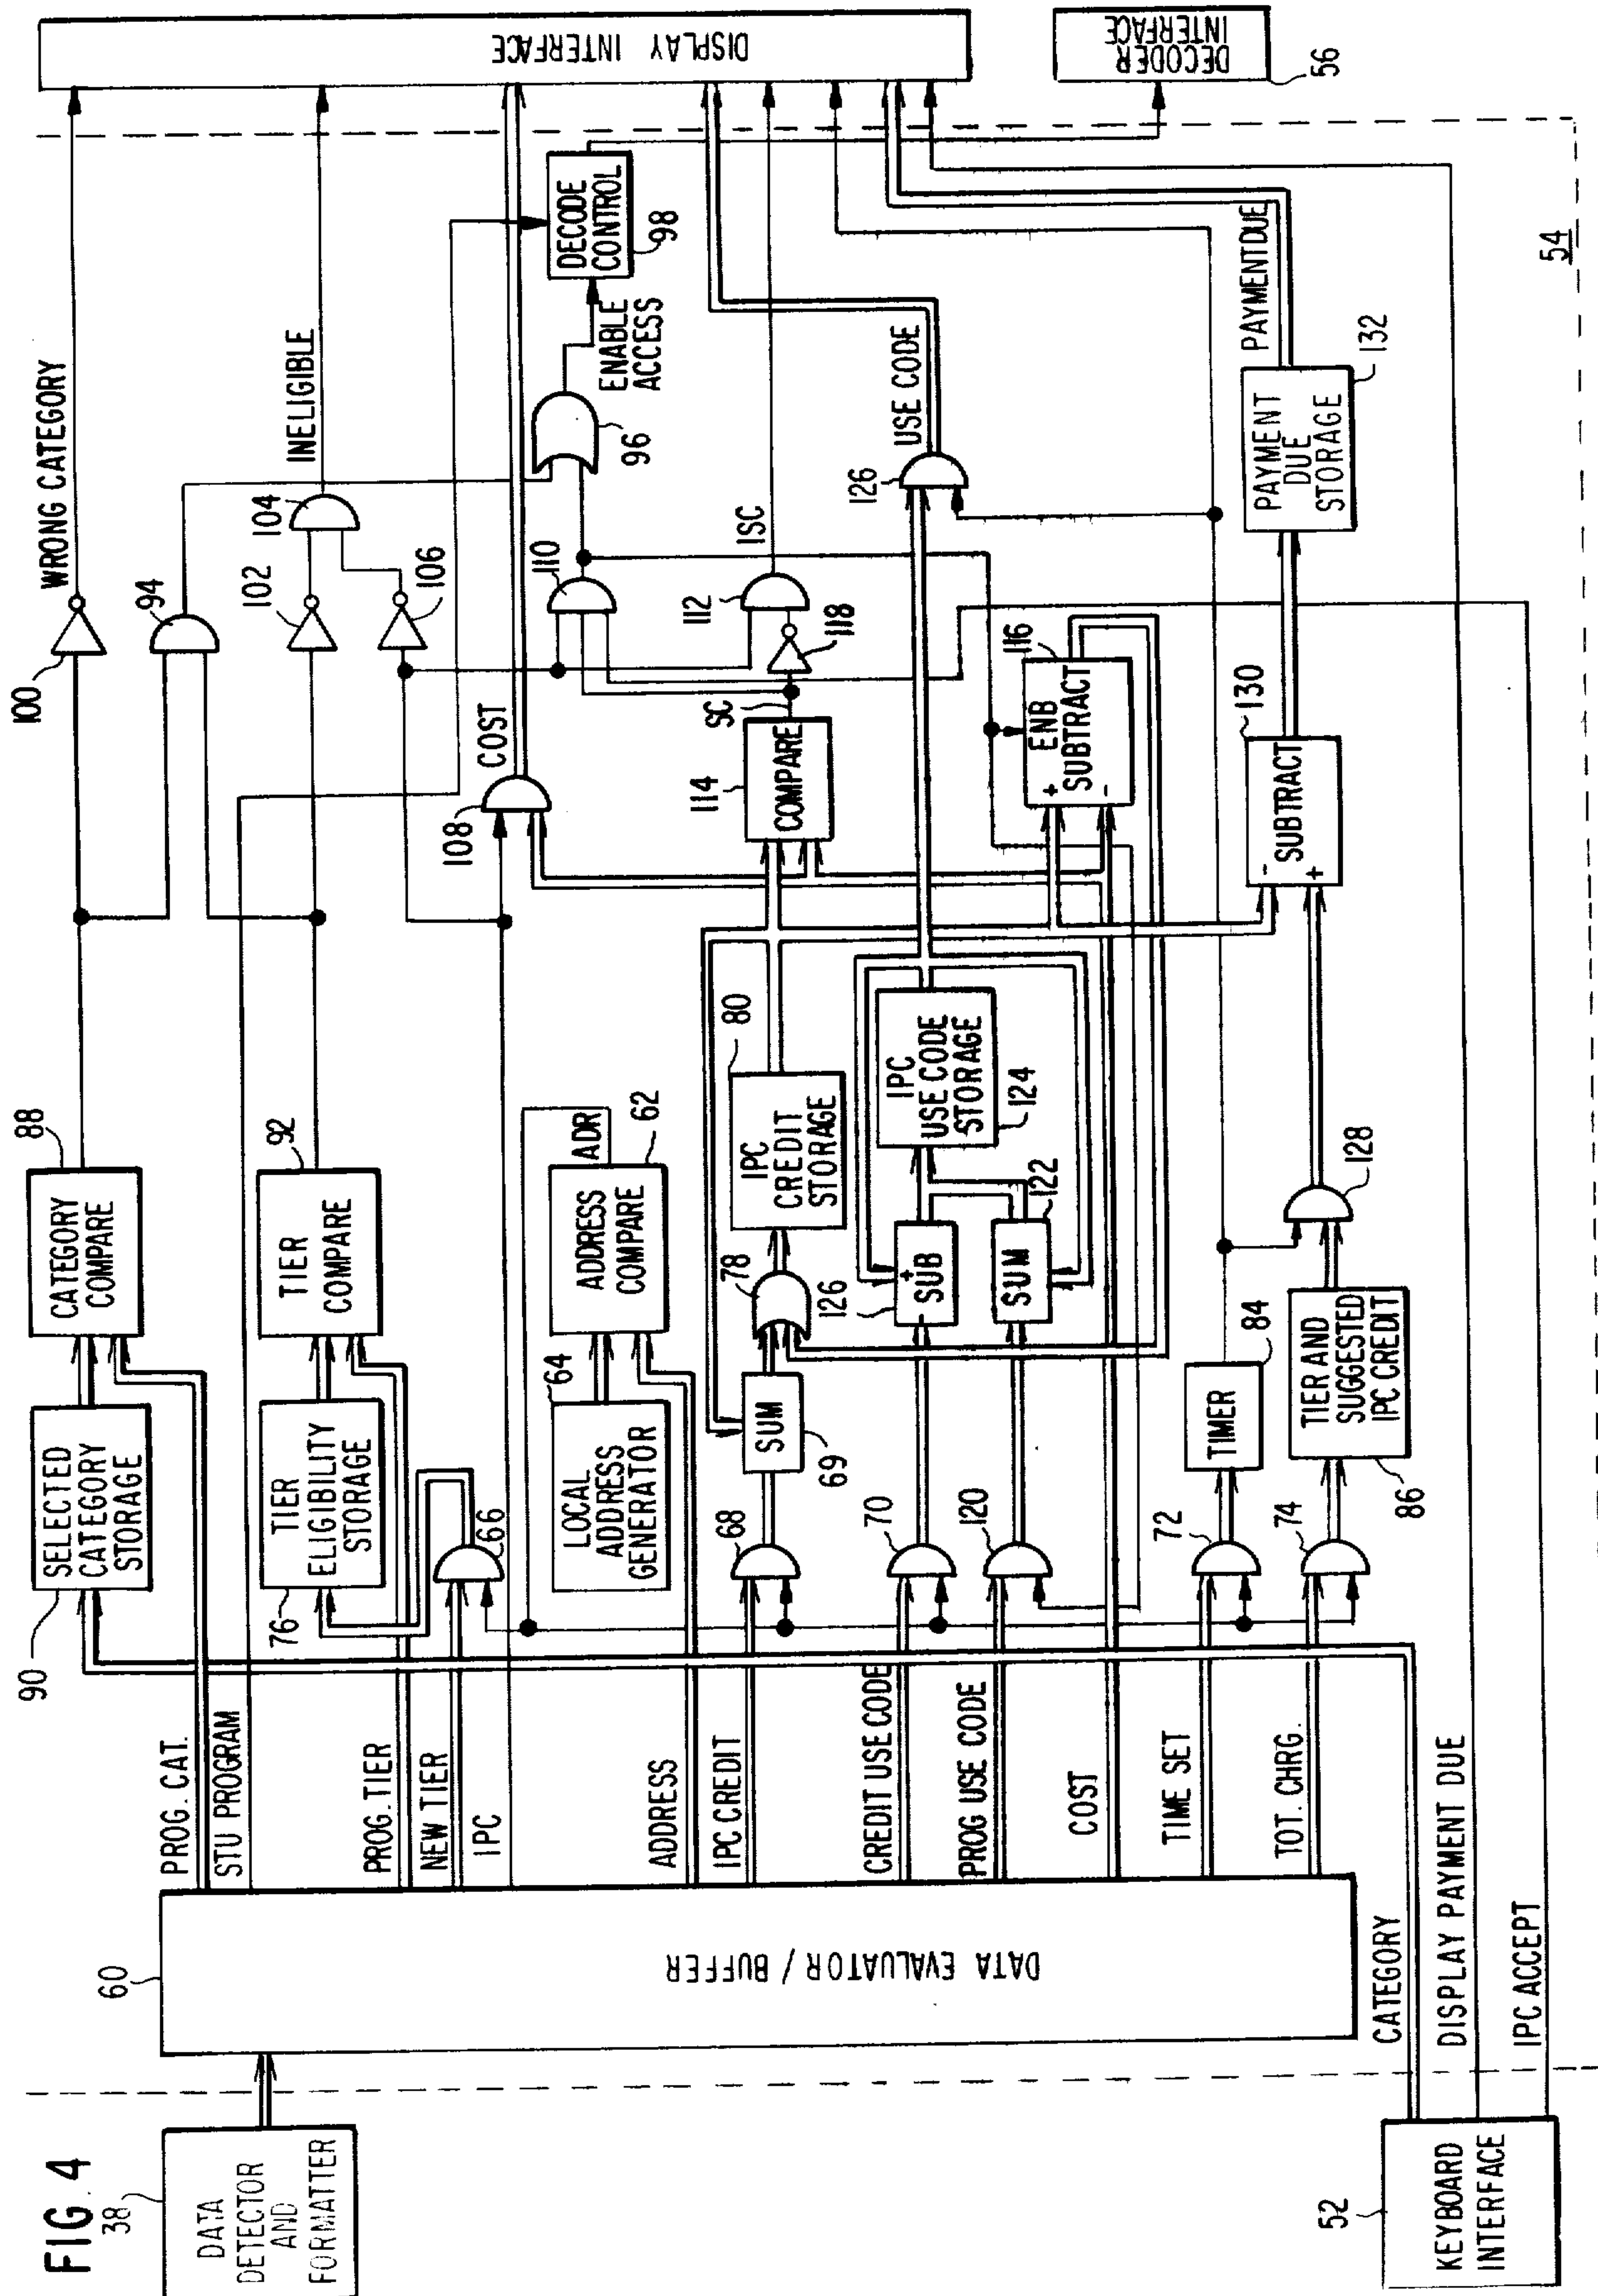 FIG 4
38
DATA
DETECTOR
AND
FORMATTER
52
KEYBOARD
INTERFACE
CATEGORY
DISPLAY PAYMENT DUE
IPC ACCEPT
60
DATA EVALUATOR / BUFFER
PROG. CAT.
STU PROGRAM
PROG. TIER
NEW TIER
IPC
ADDRESS
IPC CREDIT
CREDIT USE CODE
PROG USE CODE
COST
TIME SET
TOT. CHRG.
90
SELECTED
CATEGORY
STORAGE
76
TIER
ELIGIBILITY
STORAGE
66
64
LOCAL
ADDRESS
GENERATOR
68
SUM
69
70
120
72
74
TIMER
84
TIER AND
SUGGESTED
IPC CREDIT
86
88
CATEGORY
COMPARE
92
TIER
COMPARE
ADDRESS
COMPARE
62
ADR
78
80
IPC
CREDIT
STORAGE
126
+
-
SUB
SUM
122
IPC
USE CODE
STORAGE
124
128
100
WRONG CATEGORY
94
102
104
INELIGIBLE
106
108
COST
110
96
ENABLE
ACCESS
DECODE
CONTROL
98
114
COMPARE
SC
112
118
1SC
116
ENB
SUBTRACT
+
-
126
USE CODE
130
SUBTRACT
-
+
PAYMENT
DUE
STORAGE
132
PAYMENT DUE
54
DISPLAY INTERFACE
DECODER
INTERFACE
56